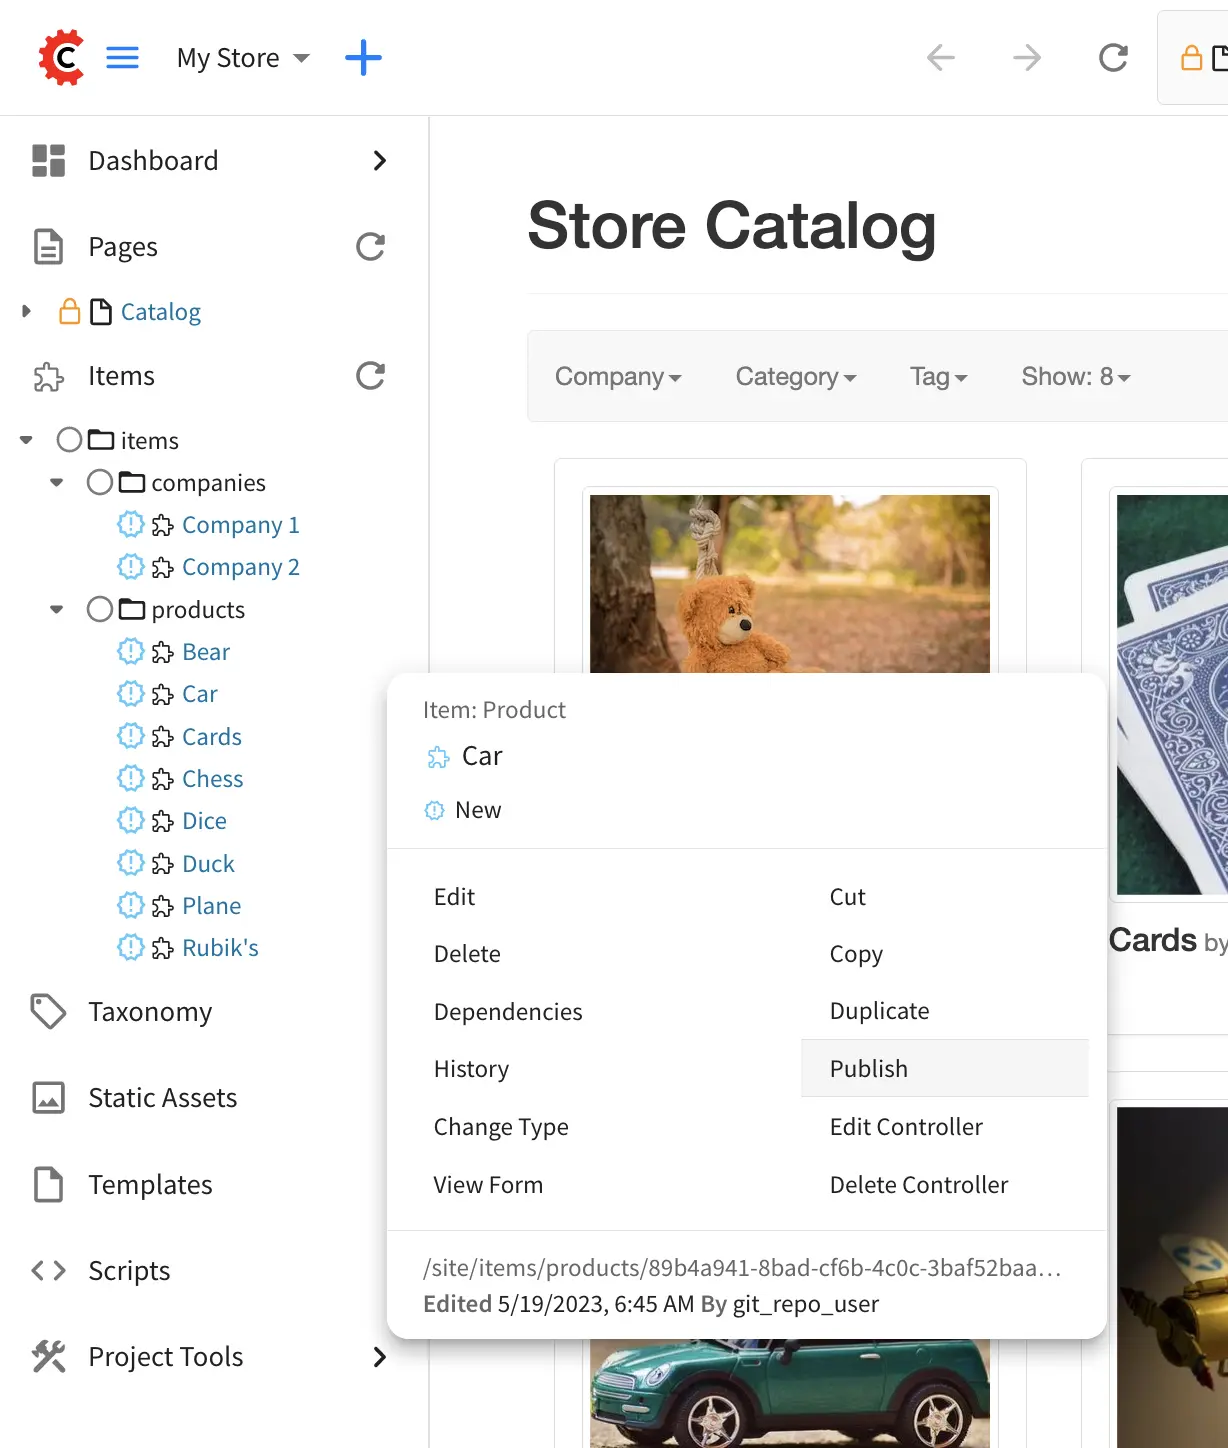 My Store
Dashboard
Pages
Catalog
Items
items
companies
Company 1
Company 2
products
Bear
Car
Cards
Chess
Dice
Duck
Plane
Rubik's
Taxonomy
Static Assets
Templates
Scripts
Project Tools
Store Catalog
Company Category Tag Show: 8
Item: Product
Car
New
Edit
Delete
Dependencies
History
Change Type
View Form
Cut
Copy
Duplicate
Publish
Edit Controller
Delete Controller
/site/items/products/89b4a941-8bad-cf6b-4c0c-3baf52baa…
Edited 5/19/2023, 6:45 AM By git_repo_user
Cards by